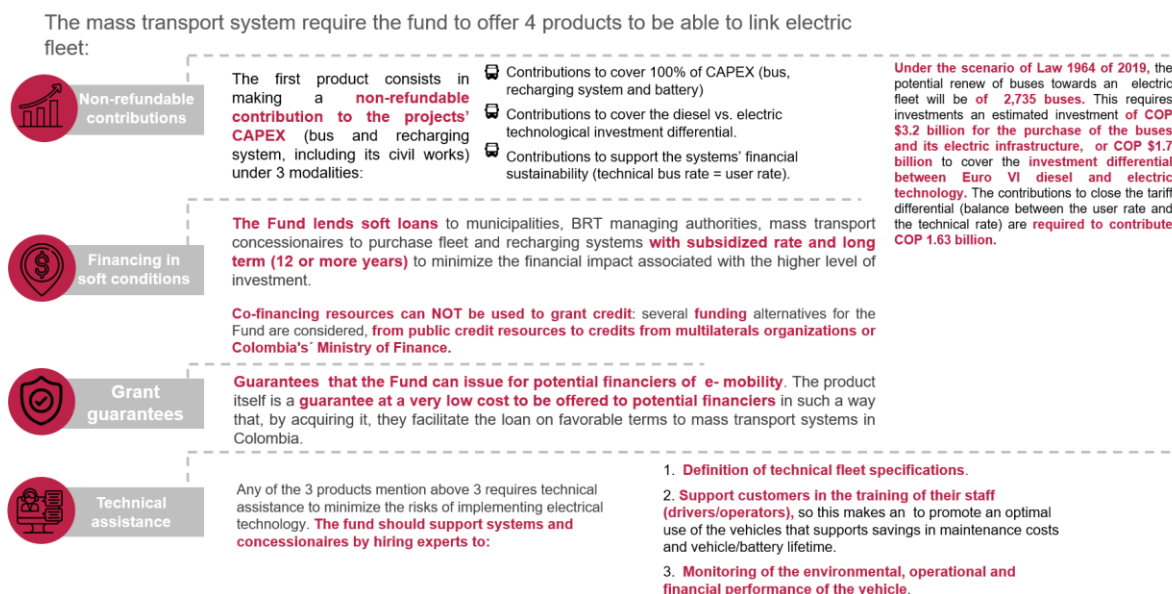 The mass transport system require the fund to offer 4 products to be able to link electric
fleet:
Non-refundable
contributions
The first product consists in
making a non-refundable
contribution to the projects'
CAPEX (bus and recharging
system, including its civil works)
under 3 modalities:
Contributions to cover 100% of CAPEX (bus,
recharging system and battery)
Contributions to cover the diesel vs. electric
technological investment differential.
Contributions to support the systems' financial
sustainability (technical bus rate = user rate).
Under the scenario of Law 1964 of 2019, the
potential renew of buses towards an electric
fleet will be of 2,735 buses. This requires
investments an estimated investment of COP
$3.2 billion for the purchase of the buses
and its electric infrastructure, or COP $1.7
billion to cover the investment differential
between Euro VI diesel and electric
technology. The contributions to close the tariff
differential (balance between the user rate and
the technical rate) are required to contribute
COP 1.63 billion.
Financing in
soft conditions
The Fund lends soft loans to municipalities, BRT managing authorities, mass transport
concessionaires to purchase fleet and recharging systems with subsidized rate and long
term (12 or more years) to minimize the financial impact associated with the higher level of
investment.
Co-financing resources can NOT be used to grant credit: several funding alternatives for the
Fund are considered, from public credit resources to credits from multilaterals organizations or
Colombia's´ Ministry of Finance.
Grant
guarantees
Guarantees that the Fund can issue for potential financiers of e- mobility. The product
itself is a guarantee at a very low cost to be offered to potential financiers in such a way
that, by acquiring it, they facilitate the loan on favorable terms to mass transport systems in
Colombia.
Technical
assistance
Any of the 3 products mention above 3 requires technical
assistance to minimize the risks of implementing electrical
technology. The fund should support systems and
concessionaires by hiring experts to:
1. Definition of technical fleet specifications.
2. Support customers in the training of their staff
(drivers/operators), so this makes an to promote an optimal
use of the vehicles that supports savings in maintenance costs
and vehicle/battery lifetime.
3. Monitoring of the environmental, operational and
financial performance of the vehicle.